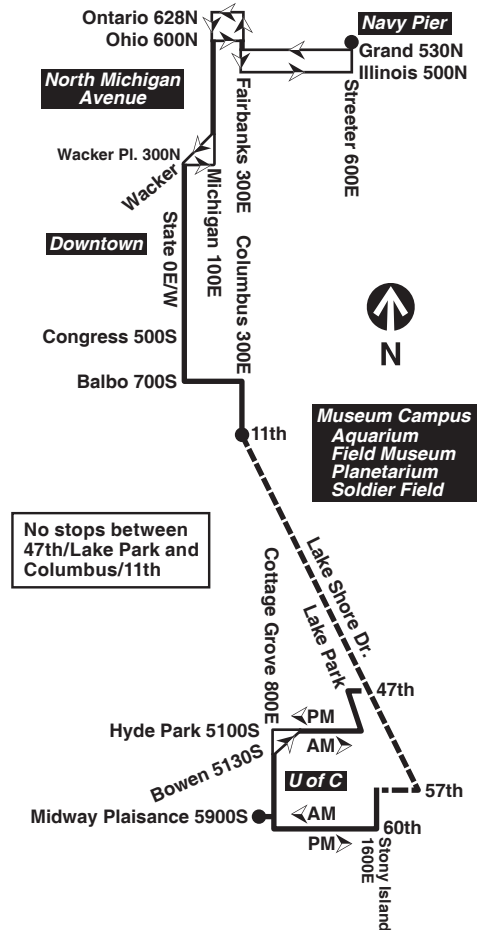 Ontario 628N
Ohio 600N
Navy Pier
Grand 530N
Illinois 500N
North Michigan
Avenue
Fairbanks 300E
Streeter 600E
Wacker Pl. 300N
Wacker
Michigan 100E
Downtown
State 0E/W
Columbus 300E
N
Congress 500S
Balbo 700S
11th
Museum Campus
Aquarium
Field Museum
Planetarium
Soldier Field
No stops between
47th/Lake Park and
Columbus/11th
Cottage Grove 800E
Lake Shore Dr.
Lake Park
47th
PM
Hyde Park 5100S
AM
Bowen 5130S
U of C
57th
Midway Plaisance 5900S
AM
60th
PM
Stony Island
1600E